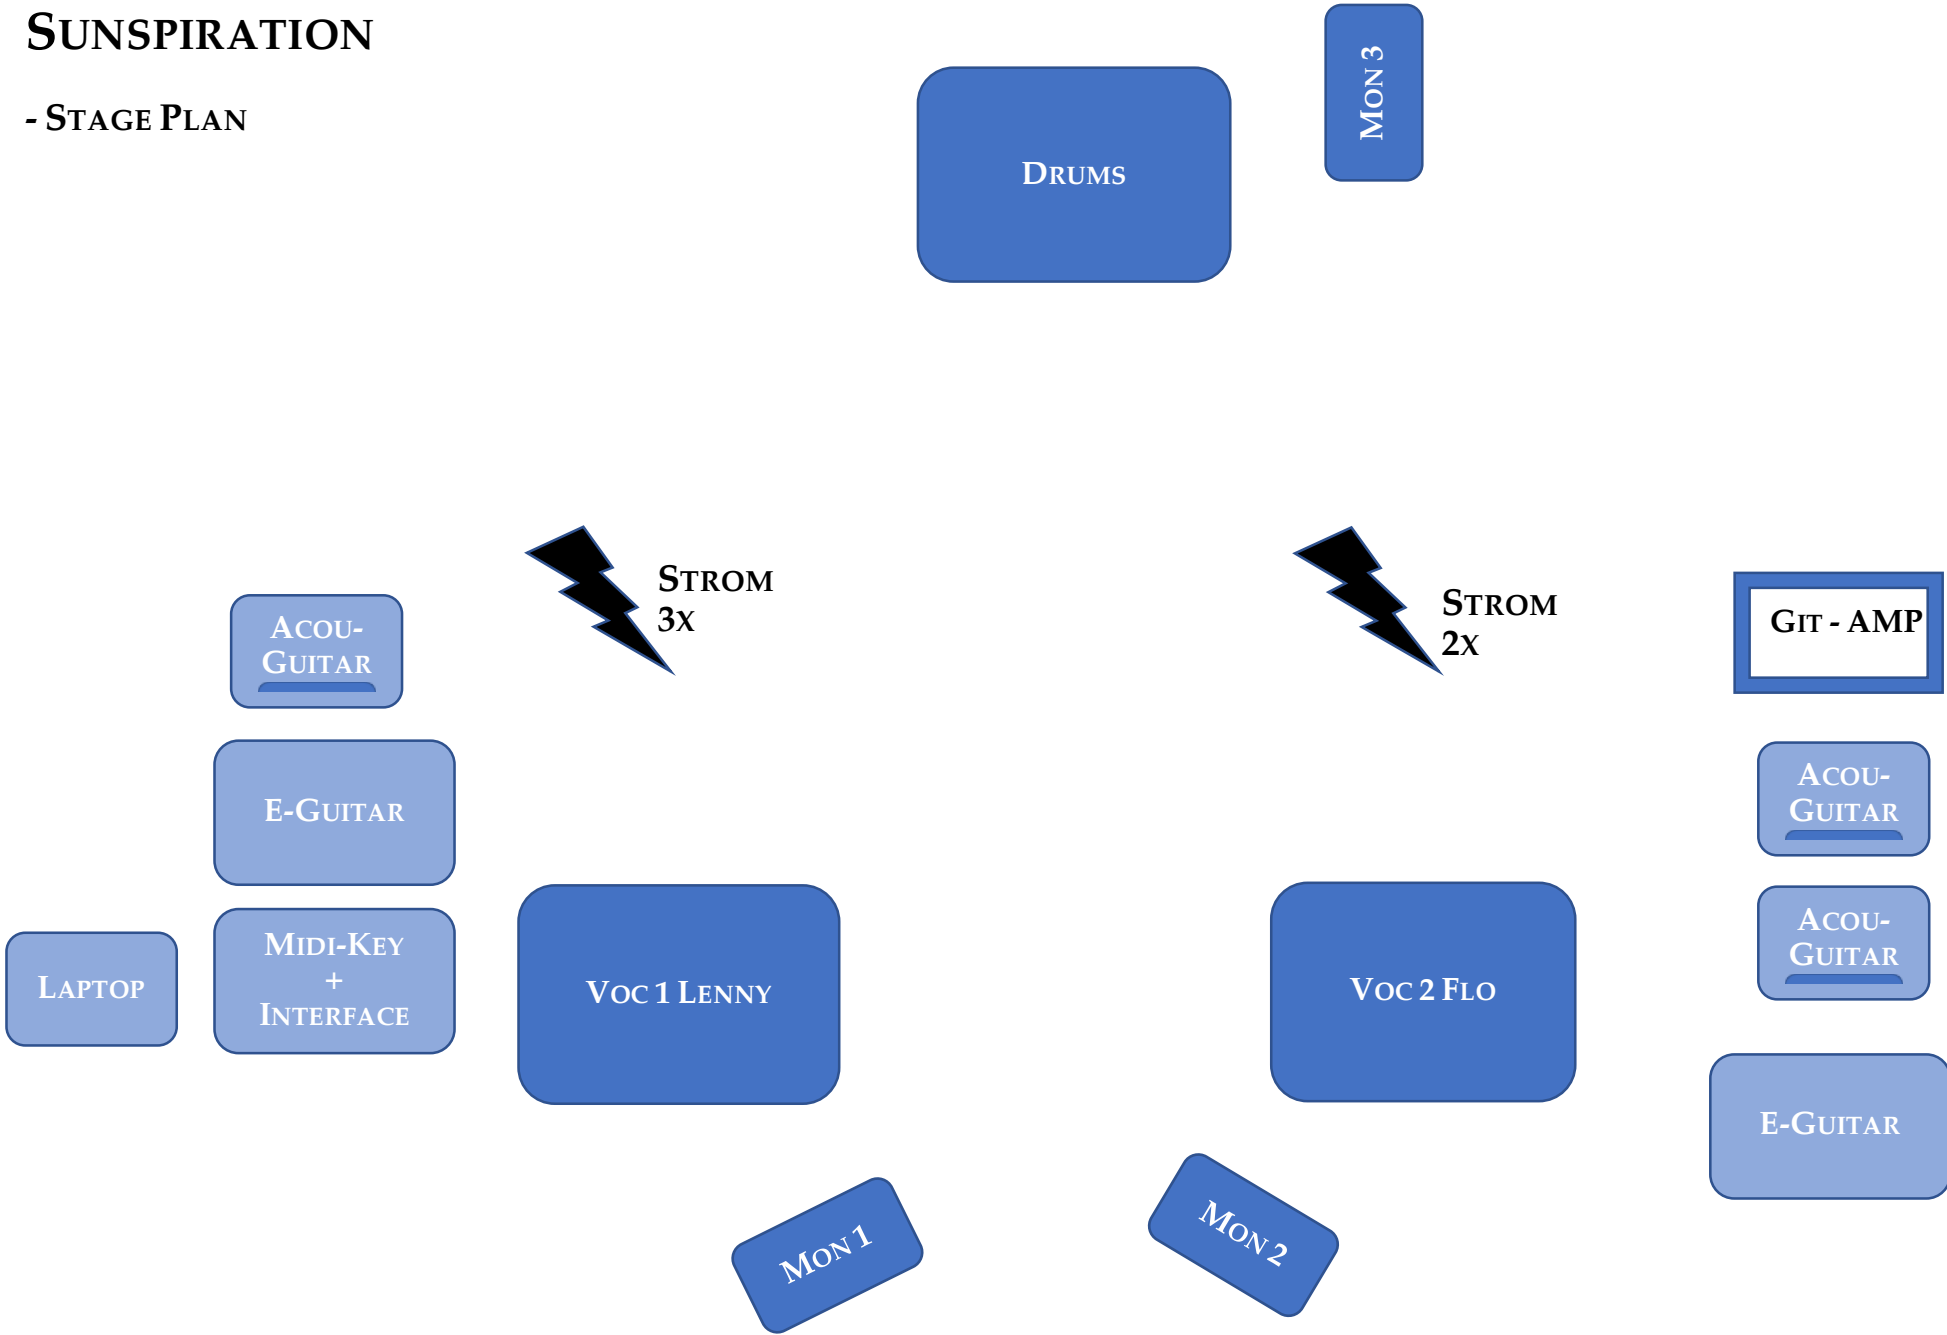 Sunspiration
- Stage Plan
Mon 3
Drums
Strom
3x
Strom
2x
Git - AMP
Acou-
Guitar
E-Guitar
Acou-
Guitar
Laptop
Midi-Key
+
Interface
Voc 1 Lenny
Voc 2 Flo
Acou-
Guitar
E-Guitar
Mon 1
Mon 2